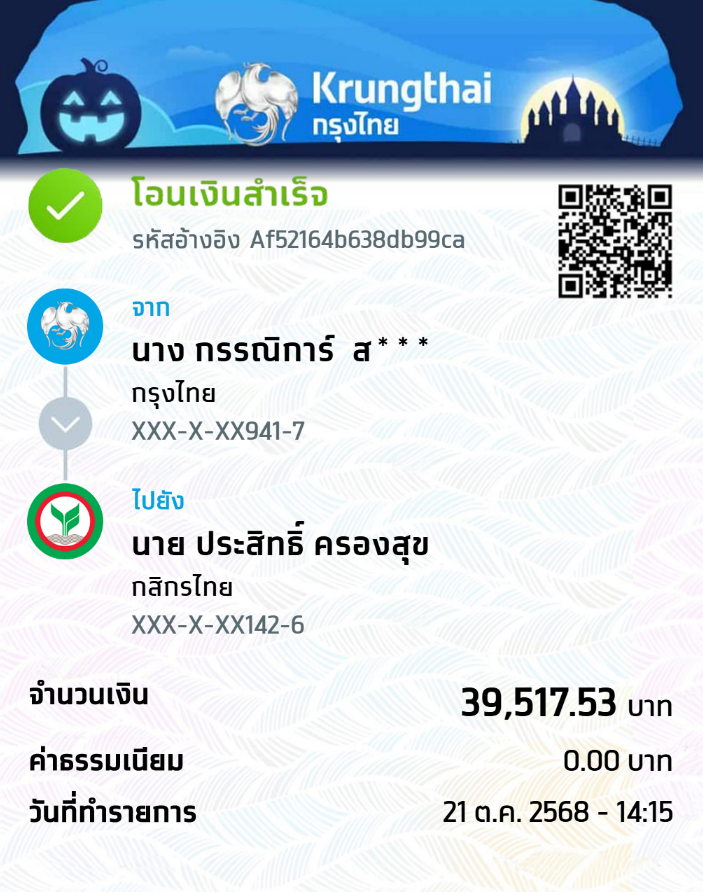 Krungthai
กรุงไทย
โอนเงินสำเร็จ
รหัสอ้างอิง Af52164b638db99ca
จาก
นาง กรรณิการ์ ส* * *
กรุงไทย
XXX-X-XX941-7
ไปยัง
นาย ประสิทธิ์ ครองสุข
กสิกรไทย
XXX-X-XX142-6
จำนวนเงิน 39,517.53 บาท
ค่าธรรมเนียม 0.00 บาท
วันที่ทำรายการ 21 ต.ค. 2568 - 14:15